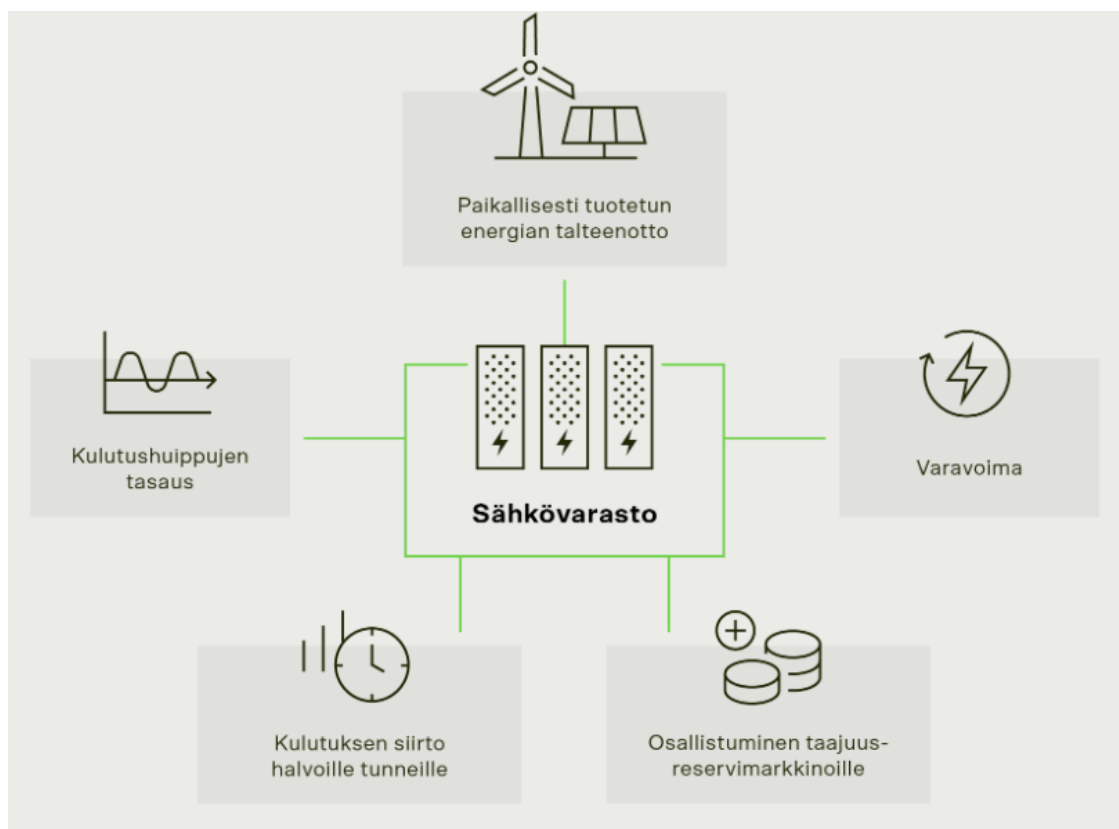 Paikallisesti tuotetun
energian talteenotto
Kulutushuippujen
tasaus
Sähkövarasto
Varavoima
Kulutuksen siirto
halvoille tunneille
Osallistuminen taajuus-
reservimarkkinoille